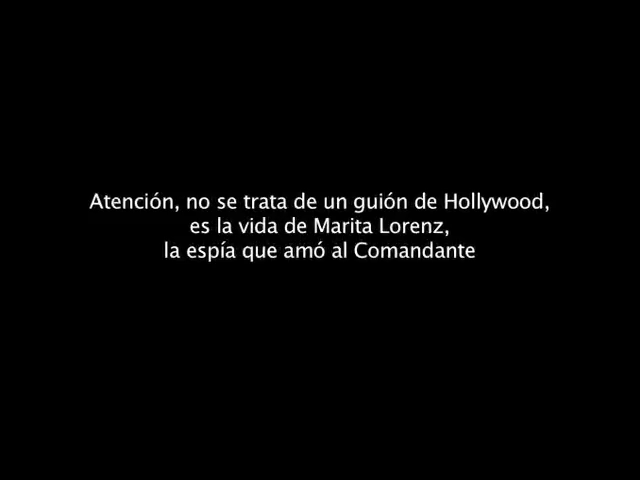 Atención, no se trata de un guión de Hollywood,
es la vida de Marita Lorenz,
la espía que amó al Comandante